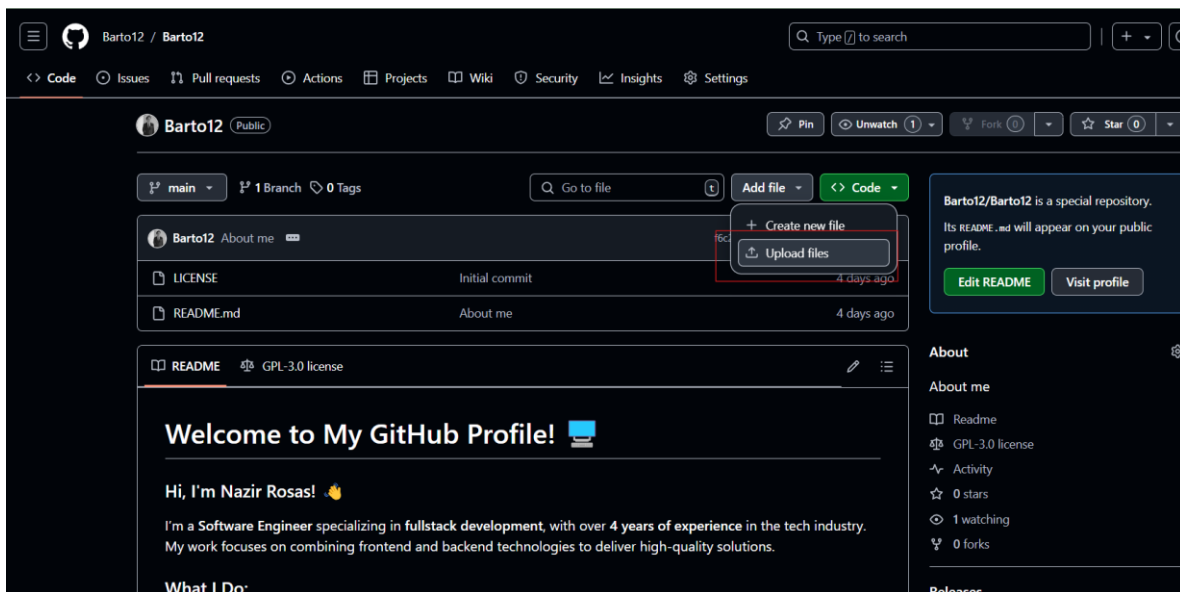 Barto12 / Barto12
Type / to search
Code Issues Pull requests Actions Projects Wiki Security Insights Settings
Barto12 Public
Pin Unwatch 1 Fork 0 Star 0
main 1 Branch 0 Tags Go to file t Add file Code
Create new file
Upload files
Barto12 About me
LICENSE Initial commit 4 days ago
README.md About me 4 days ago
Barto12/Barto12 is a special repository.
Its README.md will appear on your public
profile.
Edit README Visit profile
README GPL-3.0 license
Welcome to My GitHub Profile!
Hi, I'm Nazir Rosas!
I'm a Software Engineer specializing in fullstack development, with over 4 years of experience in the tech industry.
My work focuses on combining frontend and backend technologies to deliver high-quality solutions.
What I Do:
About
About me
Readme
GPL-3.0 license
Activity
0 stars
1 watching
0 forks
Releases